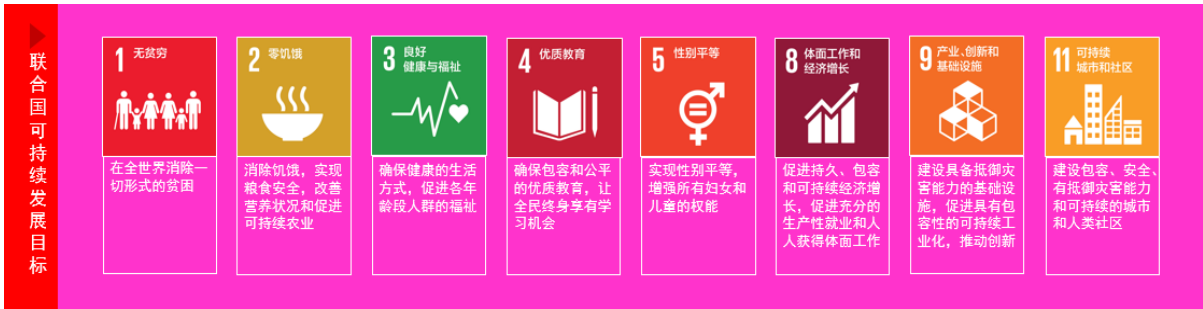 联合国可持续发展目标
1 无贫穷
在全世界消除一
切形式的贫困
2 零饥饿
消除饥饿，实现
粮食安全，改善
营养状况和促进
可持续农业
3 良好
健康与福祉
确保健康的生活
方式，促进各年
龄段人群的福祉
4 优质教育
确保包容和公平
的优质教育，让
全民终身享有学
习机会
5 性别平等
实现性别平等，
增强所有妇女和
儿童的权能
8 体面工作和
经济增长
促进持久、包容
和可持续经济增
长，促进充分的
生产性就业和人
人获得体面工作
9 产业、创新和
基础设施
建设具备抵御灾
害能力的基础设
施，促进具有包
容性的可持续工
业化，推动创新
11 可持续
城市和社区
建设包容、安全、
有抵御灾害能力
和可持续的城市
和人类社区